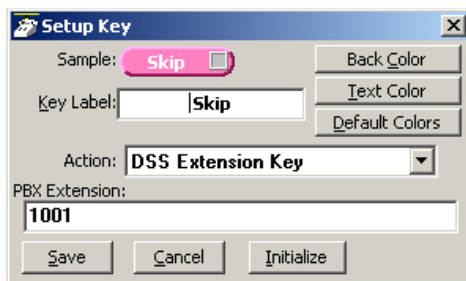 Setup Key
Sample: Skip
Back Color
Key Label: Skip
Text Color
Default Colors
Action: DSS Extension Key
PBX Extension:
1001
Save Cancel Initialize